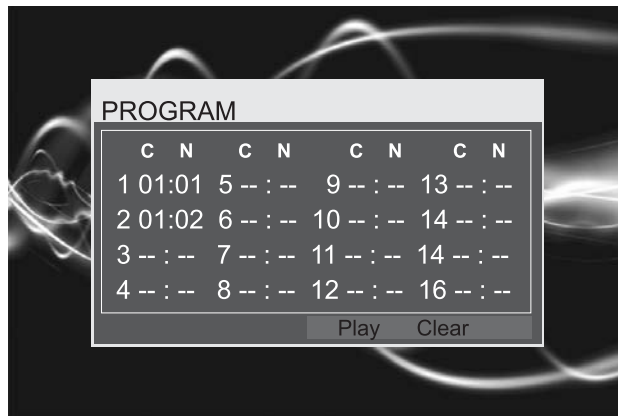 PROGRAM
C N C N C N C N
1 01:01 5 -- : -- 9 -- : -- 13 -- : --
2 01:02 6 -- : -- 10 -- : -- 14 -- : --
3 -- : -- 7 -- : -- 11 -- : -- 14 -- : --
4 -- : -- 8 -- : -- 12 -- : -- 16 -- : --
Play Clear